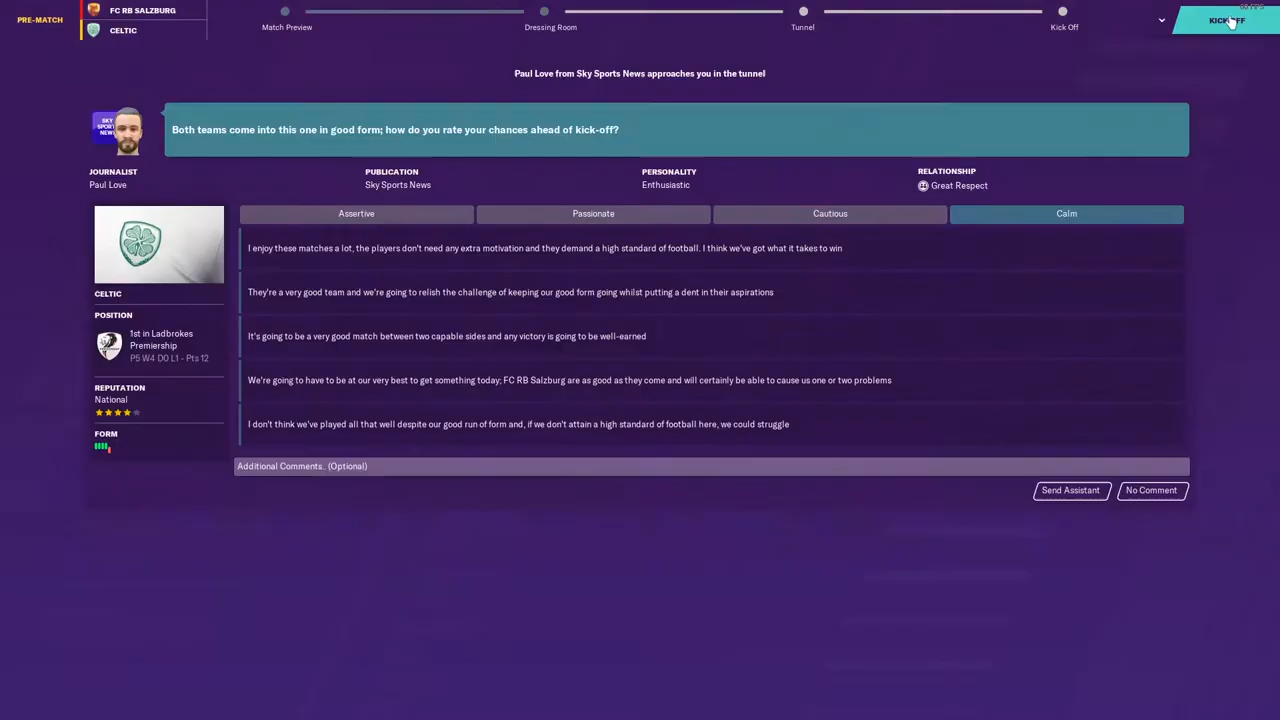 PRE-MATCH
FC RB SALZBURG
CELTIC
Match Preview
Dressing Room
Tunnel
Kick Off
Paul Love from Sky Sports News approaches you in the tunnel
SKY
SPORTS
NEWS
Both teams come into this one in good form; how do you rate your chances ahead of kick-off?
JOURNALIST
Paul Love
PUBLICATION
Sky Sports News
PERSONALITY
Enthusiastic
RELATIONSHIP
Great Respect
Assertive
Passionate
Cautious
Calm
I enjoy these matches a lot, the players don't need any extra motivation and they demand a high standard of football. I think we've got what it takes to win
They're a very good team and we're going to relish the challenge of keeping our good form going whilst putting a dent in their aspirations
It's going to be a very good match between two capable sides and any victory is going to be well-earned
We're going to have to be at our very best to get something today; FC RB Salzburg are as good as they come and will certainly be able to cause us one or two problems
I don't think we've played all that well despite our good run of form and, if we don't attain a high standard of football here, we could struggle
CELTIC
POSITION
1st in Ladbrokes
Premiership
P5 W4 D0 L1 - Pts 12
REPUTATION
National
FORM
Additional Comments. (Optional)
Send Assistant
No Comment